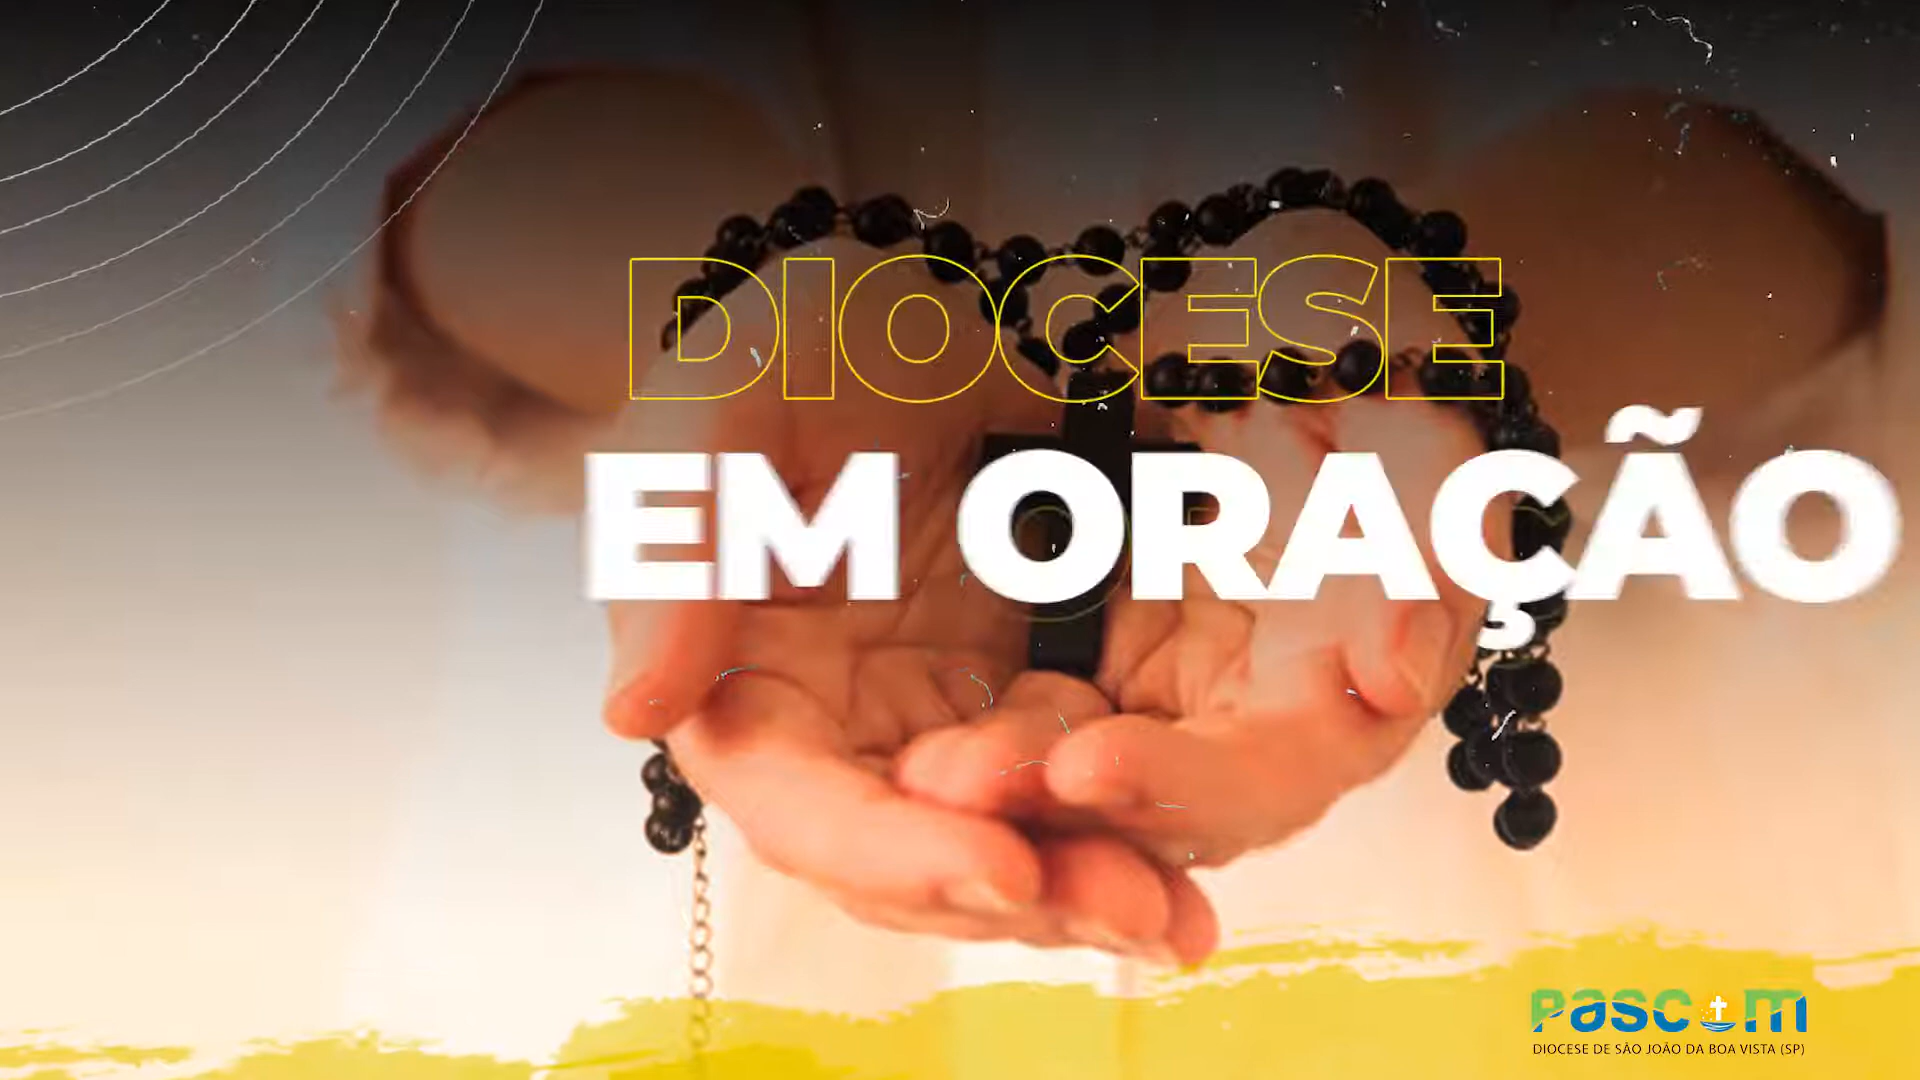 DIOCESE
EM ORAÇÃO
Pascom
DIOCESE DE SÃO JOÃO DA BOA VISTA (SP)